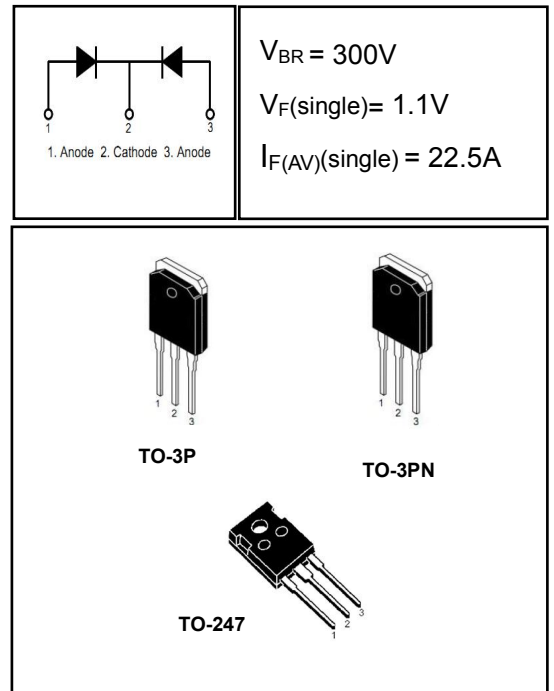 1 2 3
1. Anode 2. Cathode 3. Anode
VBR = 300V
VF(single)= 1.1V
IF(AV)(single) = 22.5A
1 2 3
TO-3P
1 2 3
TO-3PN
1 2 3
TO-247